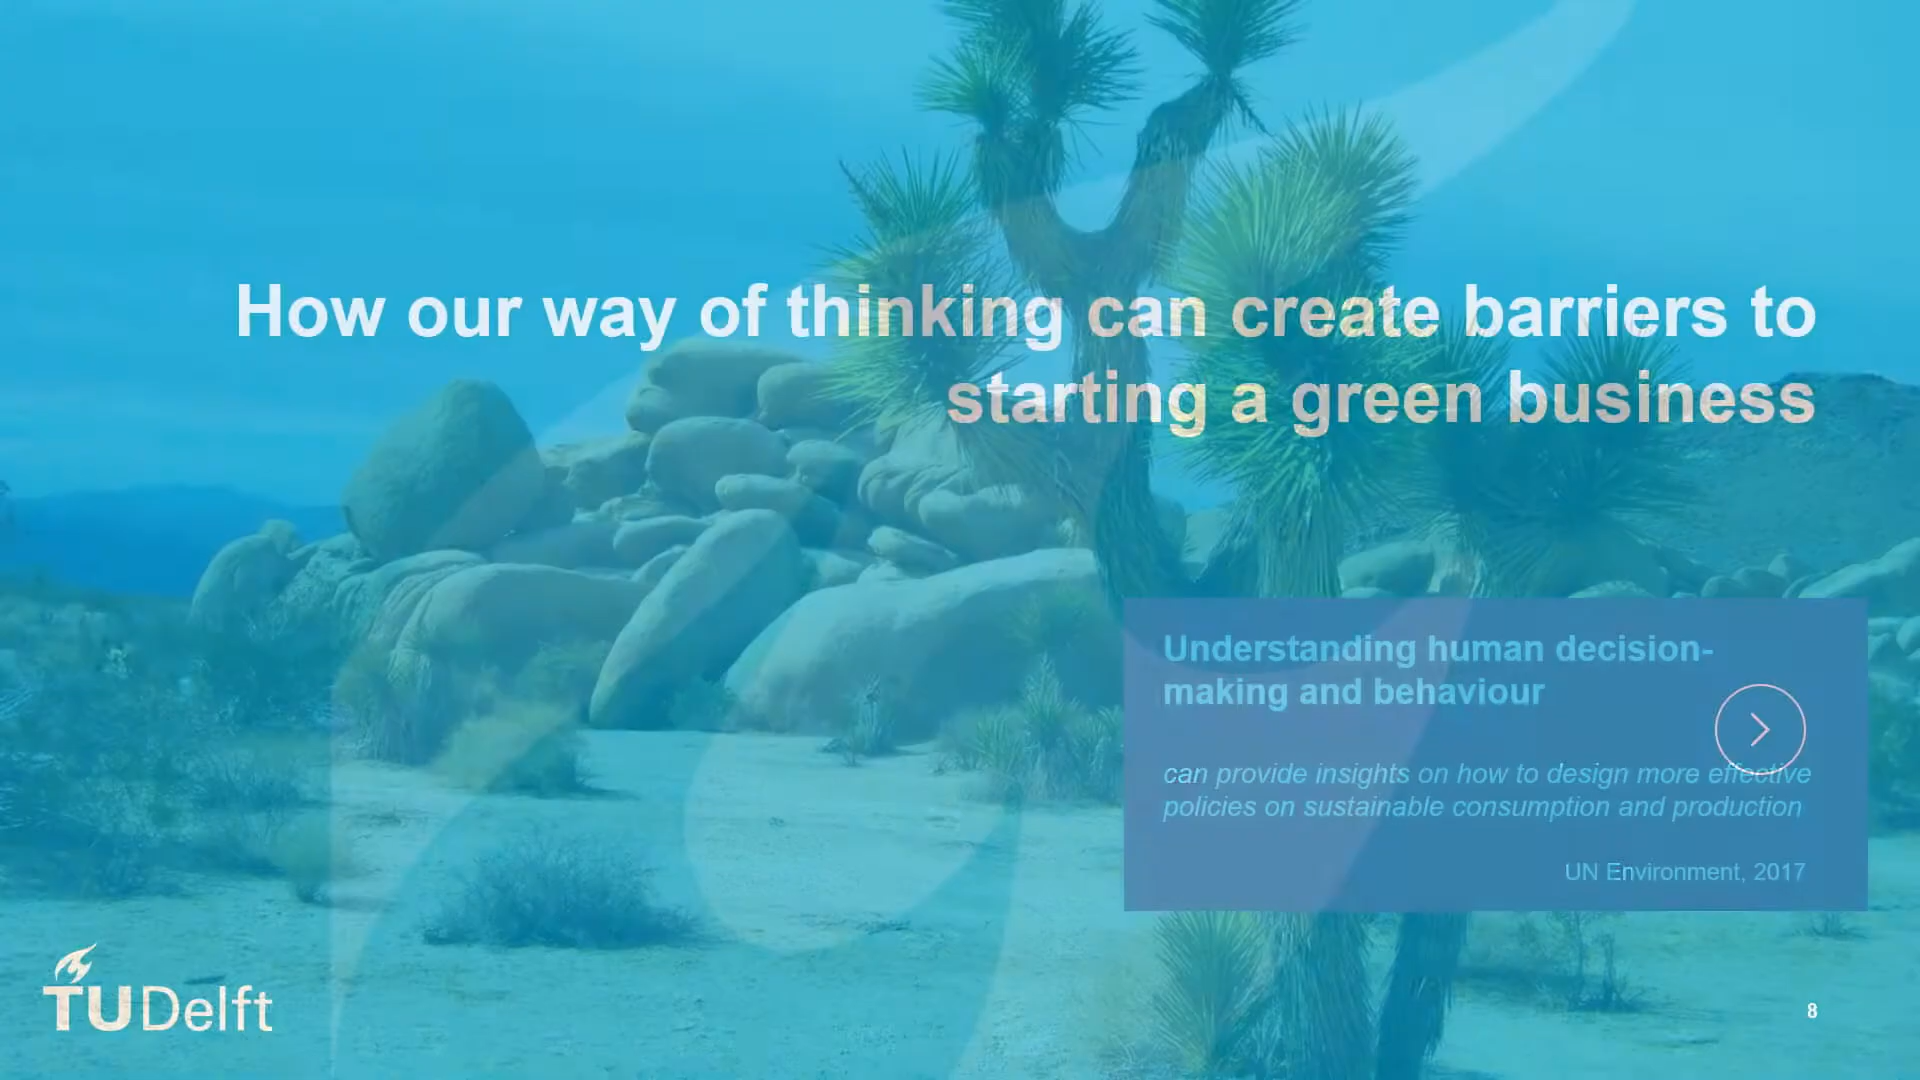 How our way of thinking can create barriers to
starting a green business
Understanding human decision-
making and behaviour
can provide insights on how to design more effective
policies on sustainable consumption and production
UN Environment, 2017
TUDelft
8